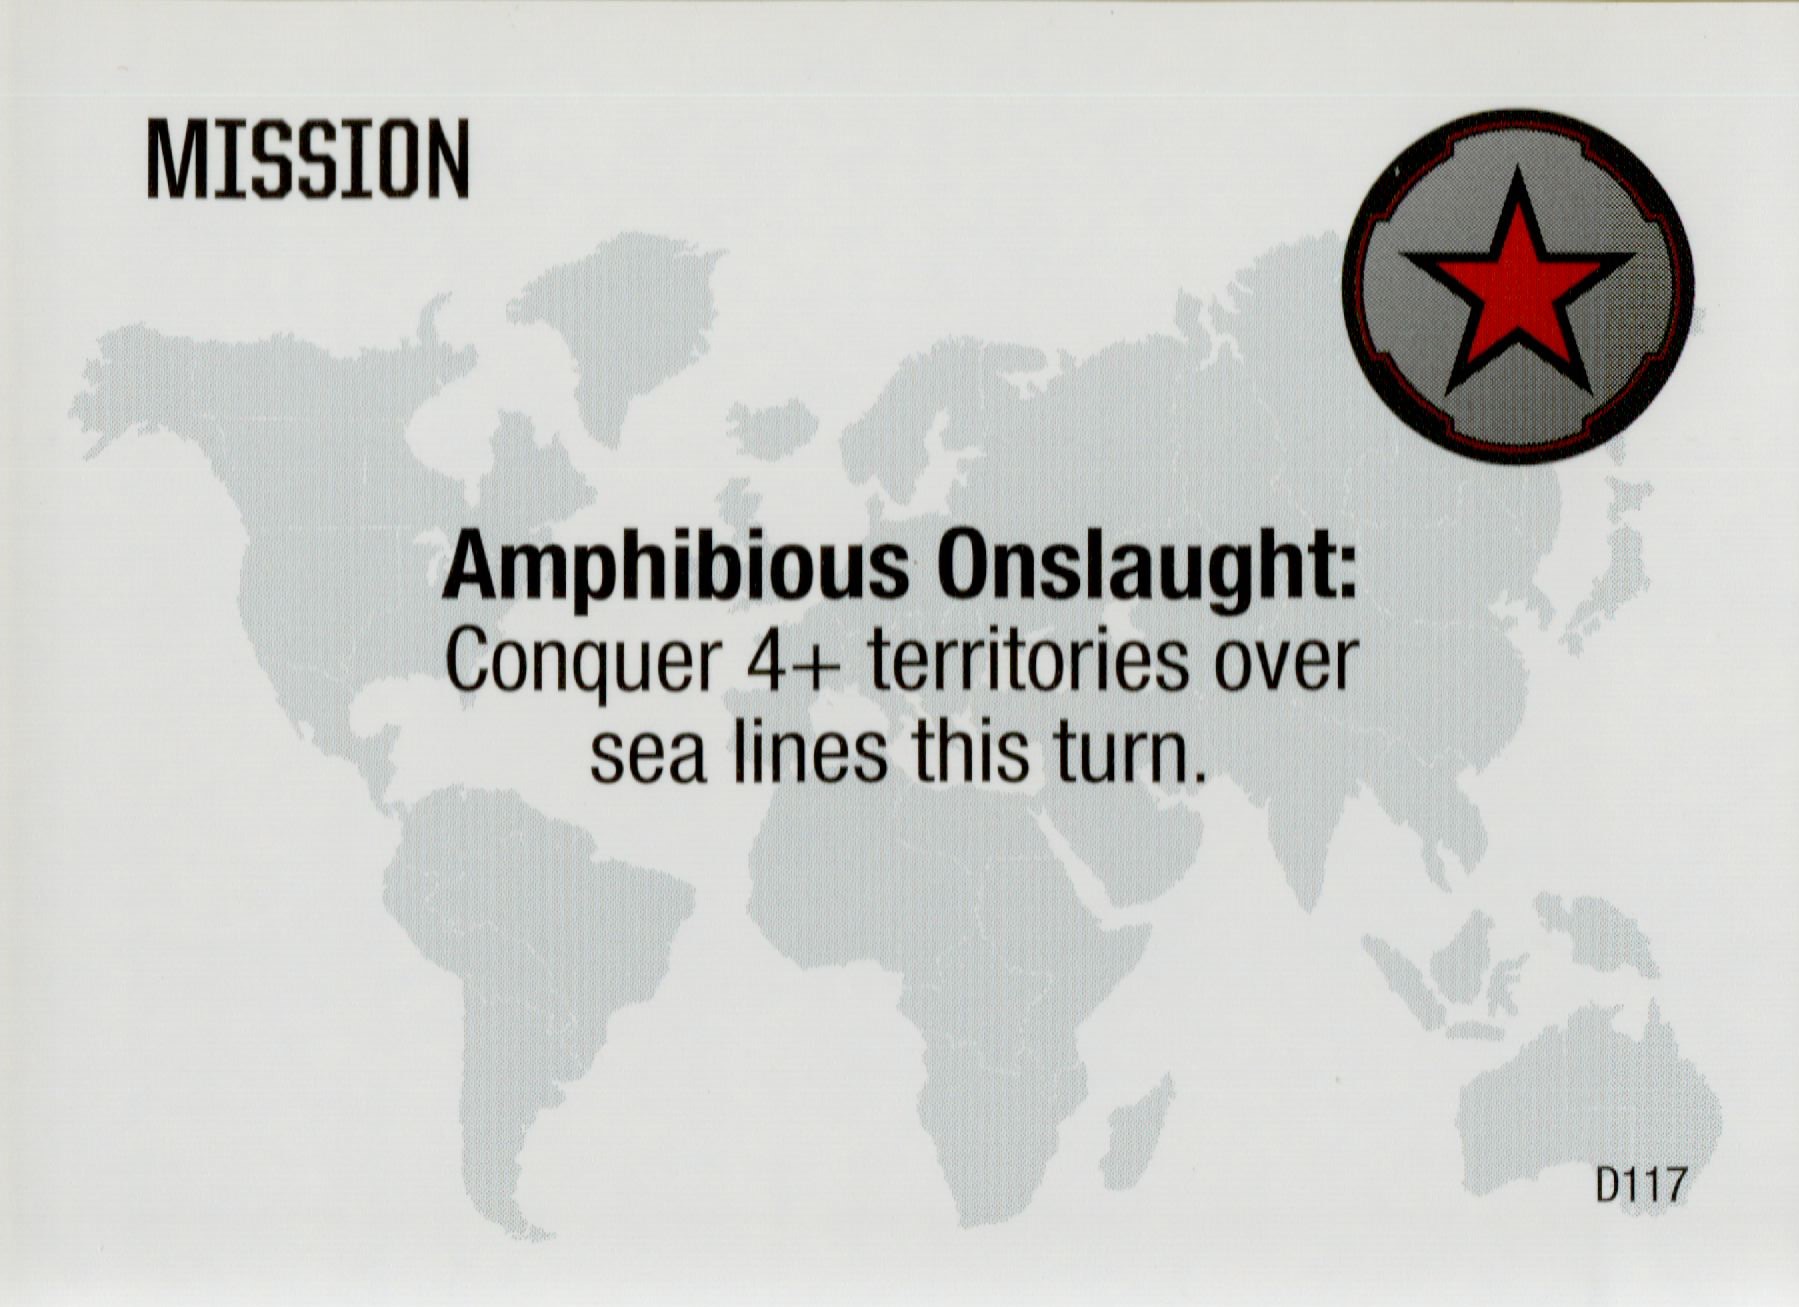 MISSION
Amphibious Onslaught:
Conquer 4+ territories over
sea lines this turn.
D117